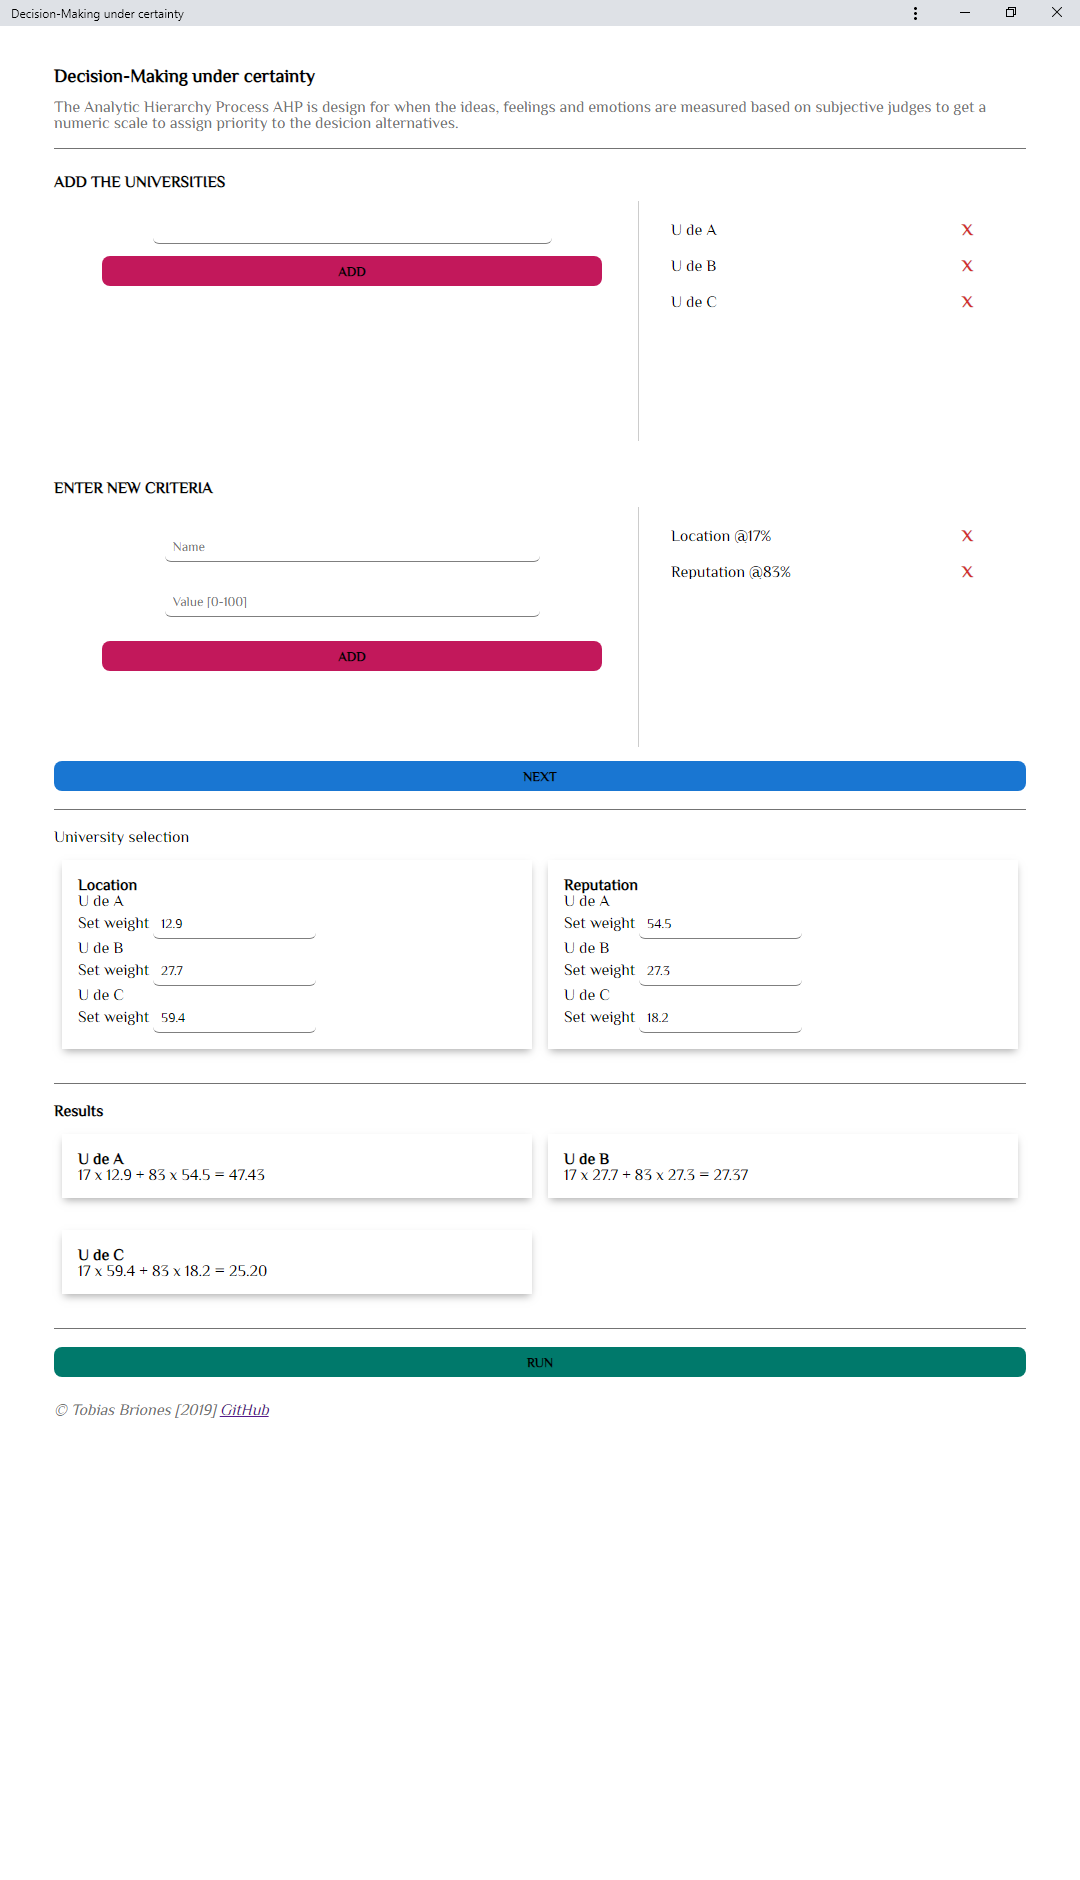 Decision-Making under certainty
Decision-Making under certainty
The Analytic Hierarchy Process AHP is design for when the ideas, feelings and emotions are measured based on subjective judges to get a
numeric scale to assign priority to the desicion alternatives.
ADD THE UNIVERSITIES
ADD
U de A X
U de B X
U de C X
ENTER NEW CRITERIA
Name
Value [0-100]
ADD
Location @17% X
Reputation @83% X
NEXT
University selection
Location
U de A
Set weight 12.9
U de B
Set weight 27.7
U de C
Set weight 59.4
Reputation
U de A
Set weight 54.5
U de B
Set weight 27.3
U de C
Set weight 18.2
Results
U de A
17 x 12.9 + 83 x 54.5 = 47.43
U de B
17 x 27.7 + 83 x 27.3 = 27.37
U de C
17 x 59.4 + 83 x 18.2 = 25.20
RUN
© Tobias Briones [2019] GitHub